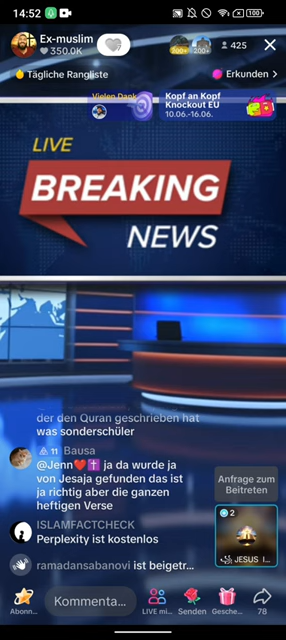 14:52
100
Ex-muslim
350.0K
200+
200+
425
Tägliche Rangliste
Erkunden >
Vielen Dank
Kopf an Kopf
Knockout EU
10.06.-16.06.
LIVE
BREAKING
NEWS
der den Quran geschrieben hat
was sonderschüler
11 Bausa
@Jenn❤️✝️ ja da wurde ja
von Jesaja gefunden das ist
ja richtig aber die ganzen
heftigen Verse
Anfrage zum
Beitreten
ISLAMFACTCHECK
Perplexity ist kostenlos
2
JESUS I...
ramadansabanovi ist beigetr...
Abonn...
Kommenta...
LIVE mi...
Senden
Gesche...
78